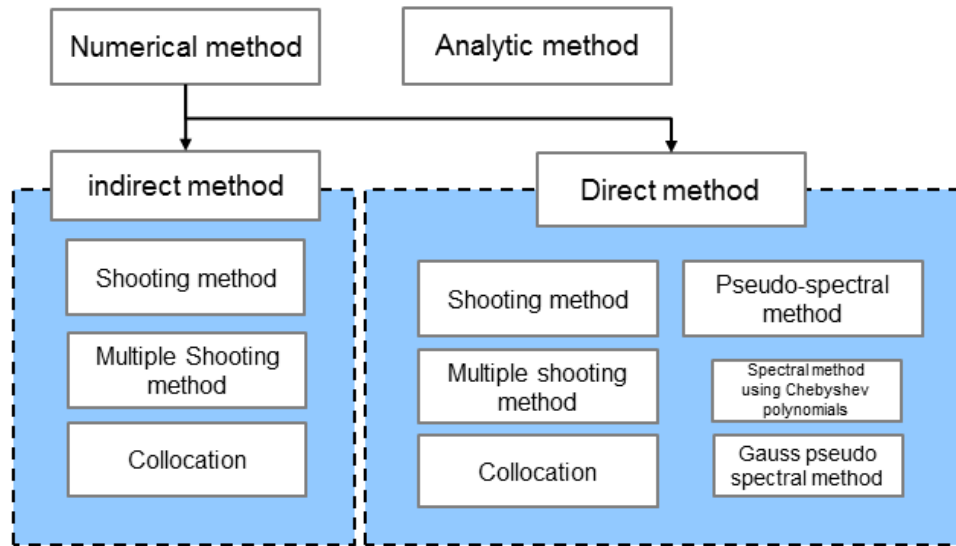 Numerical method
Analytic method
indirect method
Direct method
Shooting method
Multiple Shooting
method
Collocation
Shooting method
Multiple shooting
method
Collocation
Pseudo-spectral
method
Spectral method
using Chebyshev
polynomials
Gauss pseudo
spectral method